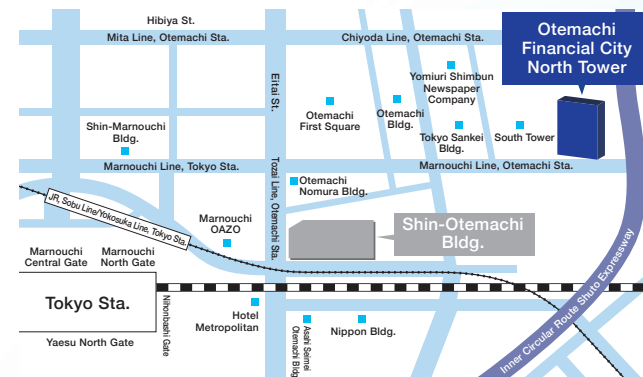 Hibiya St.
Mita Line, Otemachi Sta.
Chiyoda Line, Otemachi Sta.
Otemachi
Financial City
North Tower
Eitai St.
Yomiuri Shimbun
Newspaper
Company
Otemachi
First Square
Otemachi
Bldg.
Tokyo Sankei
Bldg.
South Tower
Shin-Marnouchi
Bldg.
Marnouchi Line, Tokyo Sta.
Tozai Line, Otemachi Sta.
Marnouchi Line, Otemachi Sta.
Otemachi
Nomura Bldg.
JR, Sobu Line/Yokosuka Line, Tokyo Sta.
Marnouchi
OAZO
Shin-Otemachi
Bldg.
Marnouchi
Central Gate
Marnouchi
North Gate
Inner Circular Route Shuto Expressway
Tokyo Sta.
Nihonbashi Gate
Hotel
Metropolitan
Asahi Seimei
Otemachi Bldg.
Nippon Bldg.
Yaesu North Gate